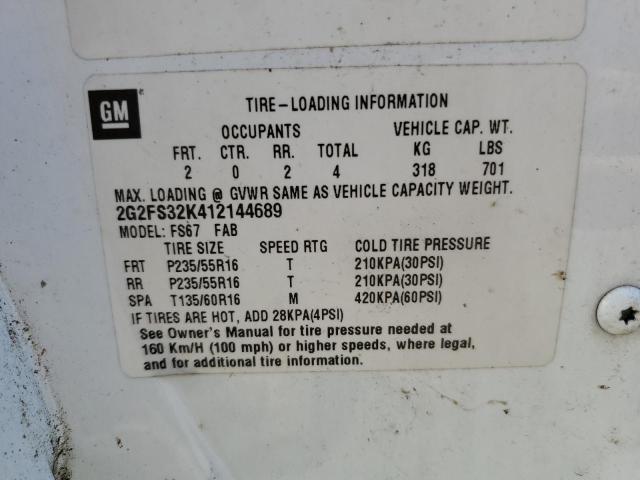 GM
TIRE-LOADING INFORMATION
OCCUPANTS VEHICLE CAP. WT.
FRT. CTR. RR. TOTAL KG LBS
2 0 2 4 318 701
MAX. LOADING @ GVWR SAME AS VEHICLE CAPACITY WEIGHT.
2G2FS32K412144689
MODEL: FS67 FAB
TIRE SIZE SPEED RTG COLD TIRE PRESSURE
FRT P235/55R16 T 210KPA(30PSI)
RR P235/55R16 T 210KPA(30PSI)
SPA T135/60R16 M 420KPA(60PSI)
IF TIRES ARE HOT, ADD 28KPA(4PSI)
See Owner's Manual for tire pressure needed at
160 Km/H (100 mph) or higher speeds, where legal,
and for additional tire information.